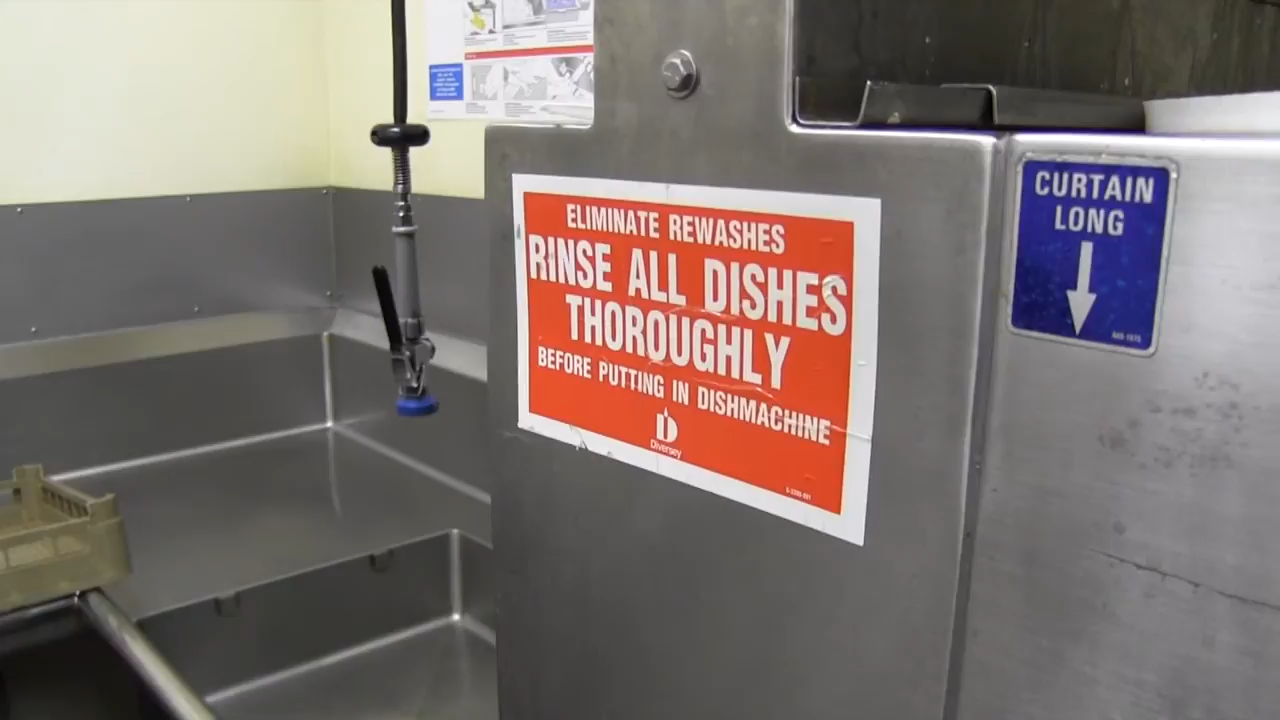 ELIMINATE REWASHES
RINSE ALL DISHES
THOROUGHLY
BEFORE PUTTING IN DISHMACHINE
Diversey
CURTAIN
LONG